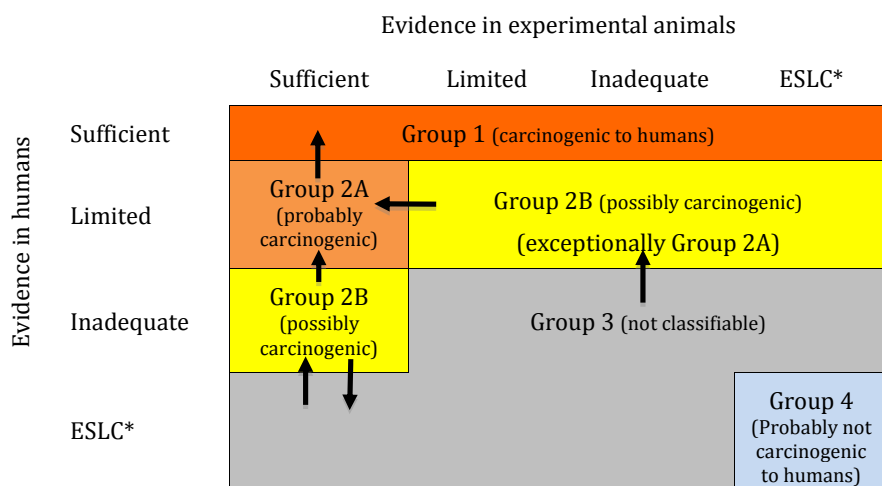 Evidence in experimental animals
Sufficient Limited Inadequate ESLC*
Evidence in humans
Sufficient
Group 1 (carcinogenic to humans)
Limited
Group 2A
(probably
carcinogenic)
Group 2B (possibly carcinogenic)
(exceptionally Group 2A)
Inadequate
Group 2B
(possibly
carcinogenic)
Group 3 (not classifiable)
ESLC*
Group 4
(Probably not
carcinogenic
to humans)